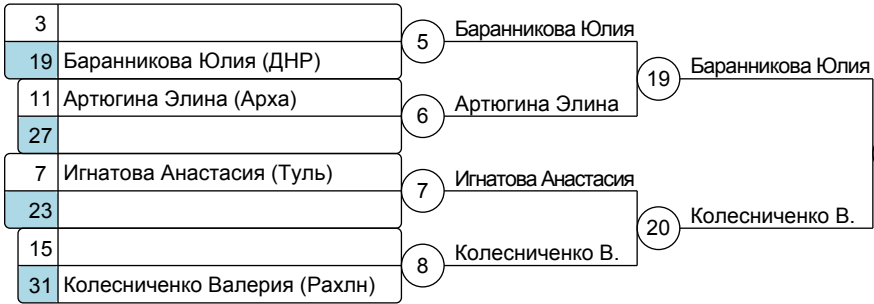 3
19 Баранникова Юлия (ДНР)
5 Баранникова Юлия
11 Артюгина Элина (Арха)
27
6 Артюгина Элина
19 Баранникова Юлия
7 Игнатова Анастасия (Туль)
23
7 Игнатова Анастасия
15
31 Колесниченко Валерия (Рахлн)
8 Колесниченко В.
20 Колесниченко В.